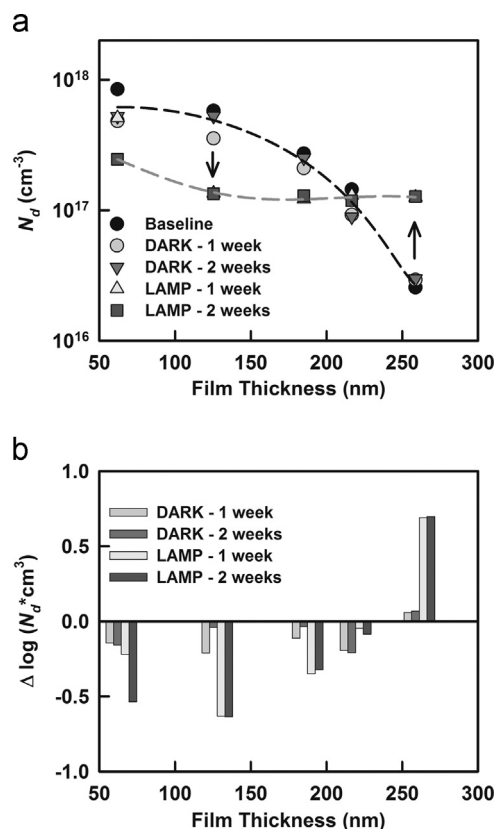 a
10^18
10^17
10^16
N_d (cm^-3)
Baseline
DARK - 1 week
DARK - 2 weeks
LAMP - 1 week
LAMP - 2 weeks
50 100 150 200 250 300
Film Thickness (nm)
b
1.0
0.5
0.0
-0.5
-1.0
Δ log (N_d*cm^3)
DARK - 1 week
DARK - 2 weeks
LAMP - 1 week
LAMP - 2 weeks
50 100 150 200 250 300
Film Thickness (nm)